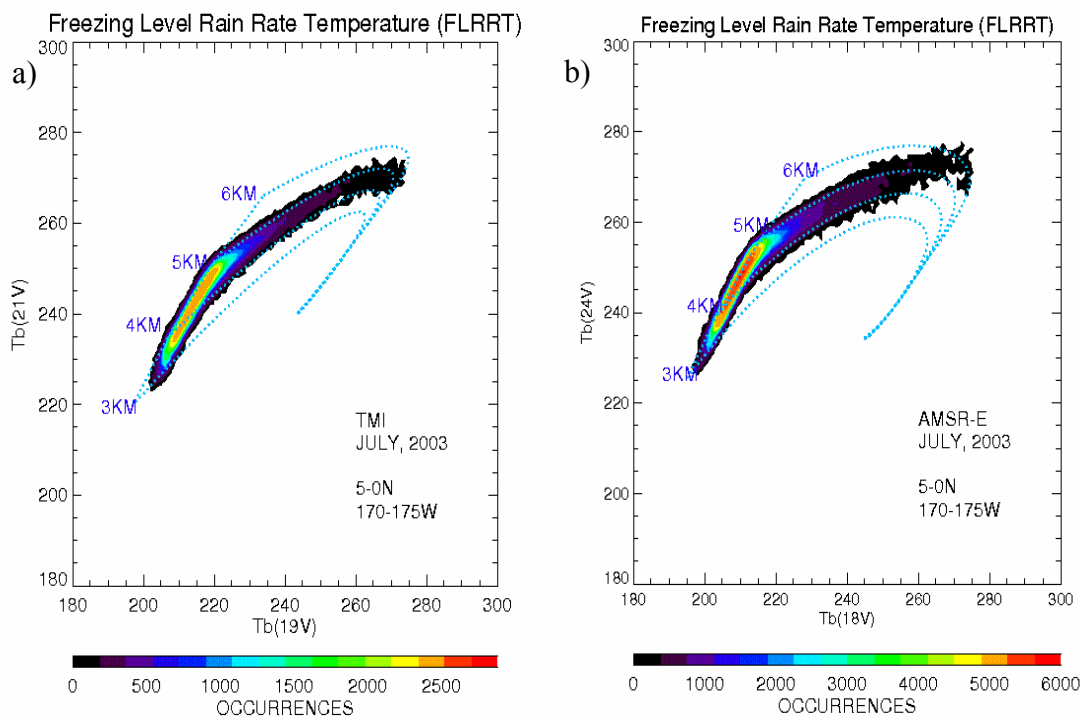 a)
Freezing Level Rain Rate Temperature (FLRRT)
300
280
260
240
220
200
180
Tb(21V)
6KM
5KM
4KM
3KM
TMI
JULY, 2003
5-0N
170-175W
180 200 220 240 260 280 300
Tb(19V)
0 500 1000 1500 2000 2500
OCCURRENCES
b)
Freezing Level Rain Rate Temperature (FLRRT)
300
280
260
240
220
200
180
Tb(24V)
6KM
5KM
4KM
3KM
AMSR-E
JULY, 2003
5-0N
170-175W
180 200 220 240 260 280 300
Tb(18V)
0 1000 2000 3000 4000 5000 6000
OCCURRENCES